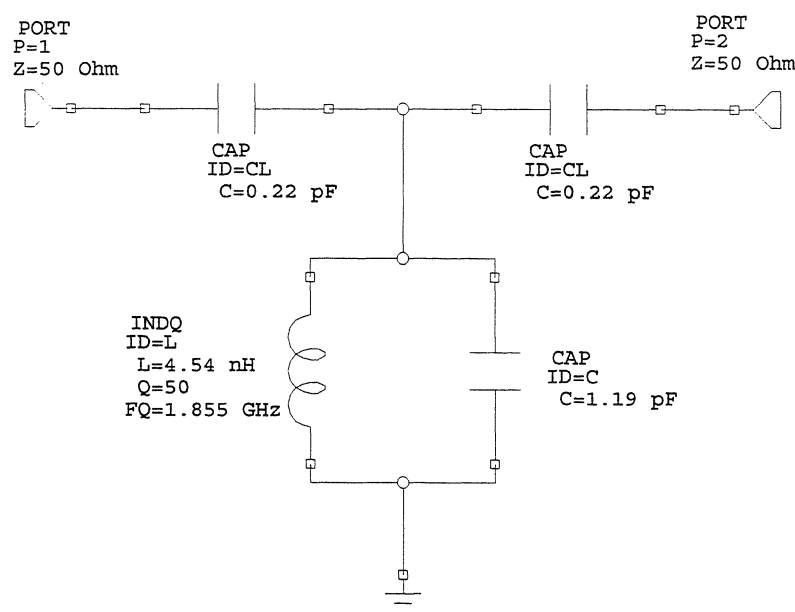 PORT
P=1
Z=50 Ohm
PORT
P=2
Z=50 Ohm
CAP
ID=CL
C=0.22 pF
CAP
ID=CL
C=0.22 pF
INDQ
ID=L
L=4.54 nH
Q=50
FQ=1.855 GHz
CAP
ID=C
C=1.19 pF